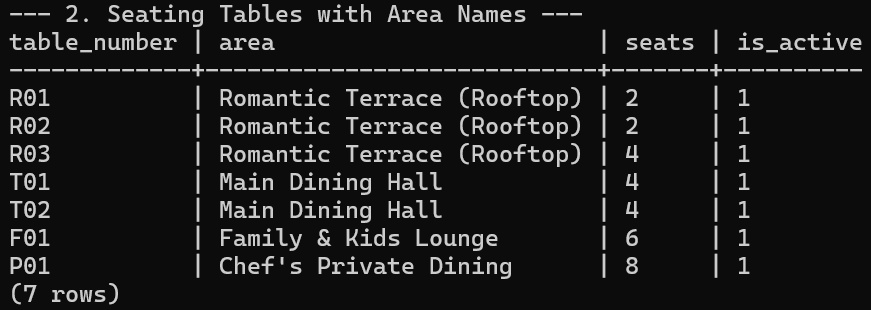 --- 2. Seating Tables with Area Names ---
table_number | area                        | seats | is_active
-------------+-----------------------------+-------+----------
R01          | Romantic Terrace (Rooftop) | 2     | 1
R02          | Romantic Terrace (Rooftop) | 2     | 1
R03          | Romantic Terrace (Rooftop) | 4     | 1
T01          | Main Dining Hall           | 4     | 1
T02          | Main Dining Hall           | 4     | 1
F01          | Family & Kids Lounge       | 6     | 1
P01          | Chef's Private Dining      | 8     | 1
(7 rows)